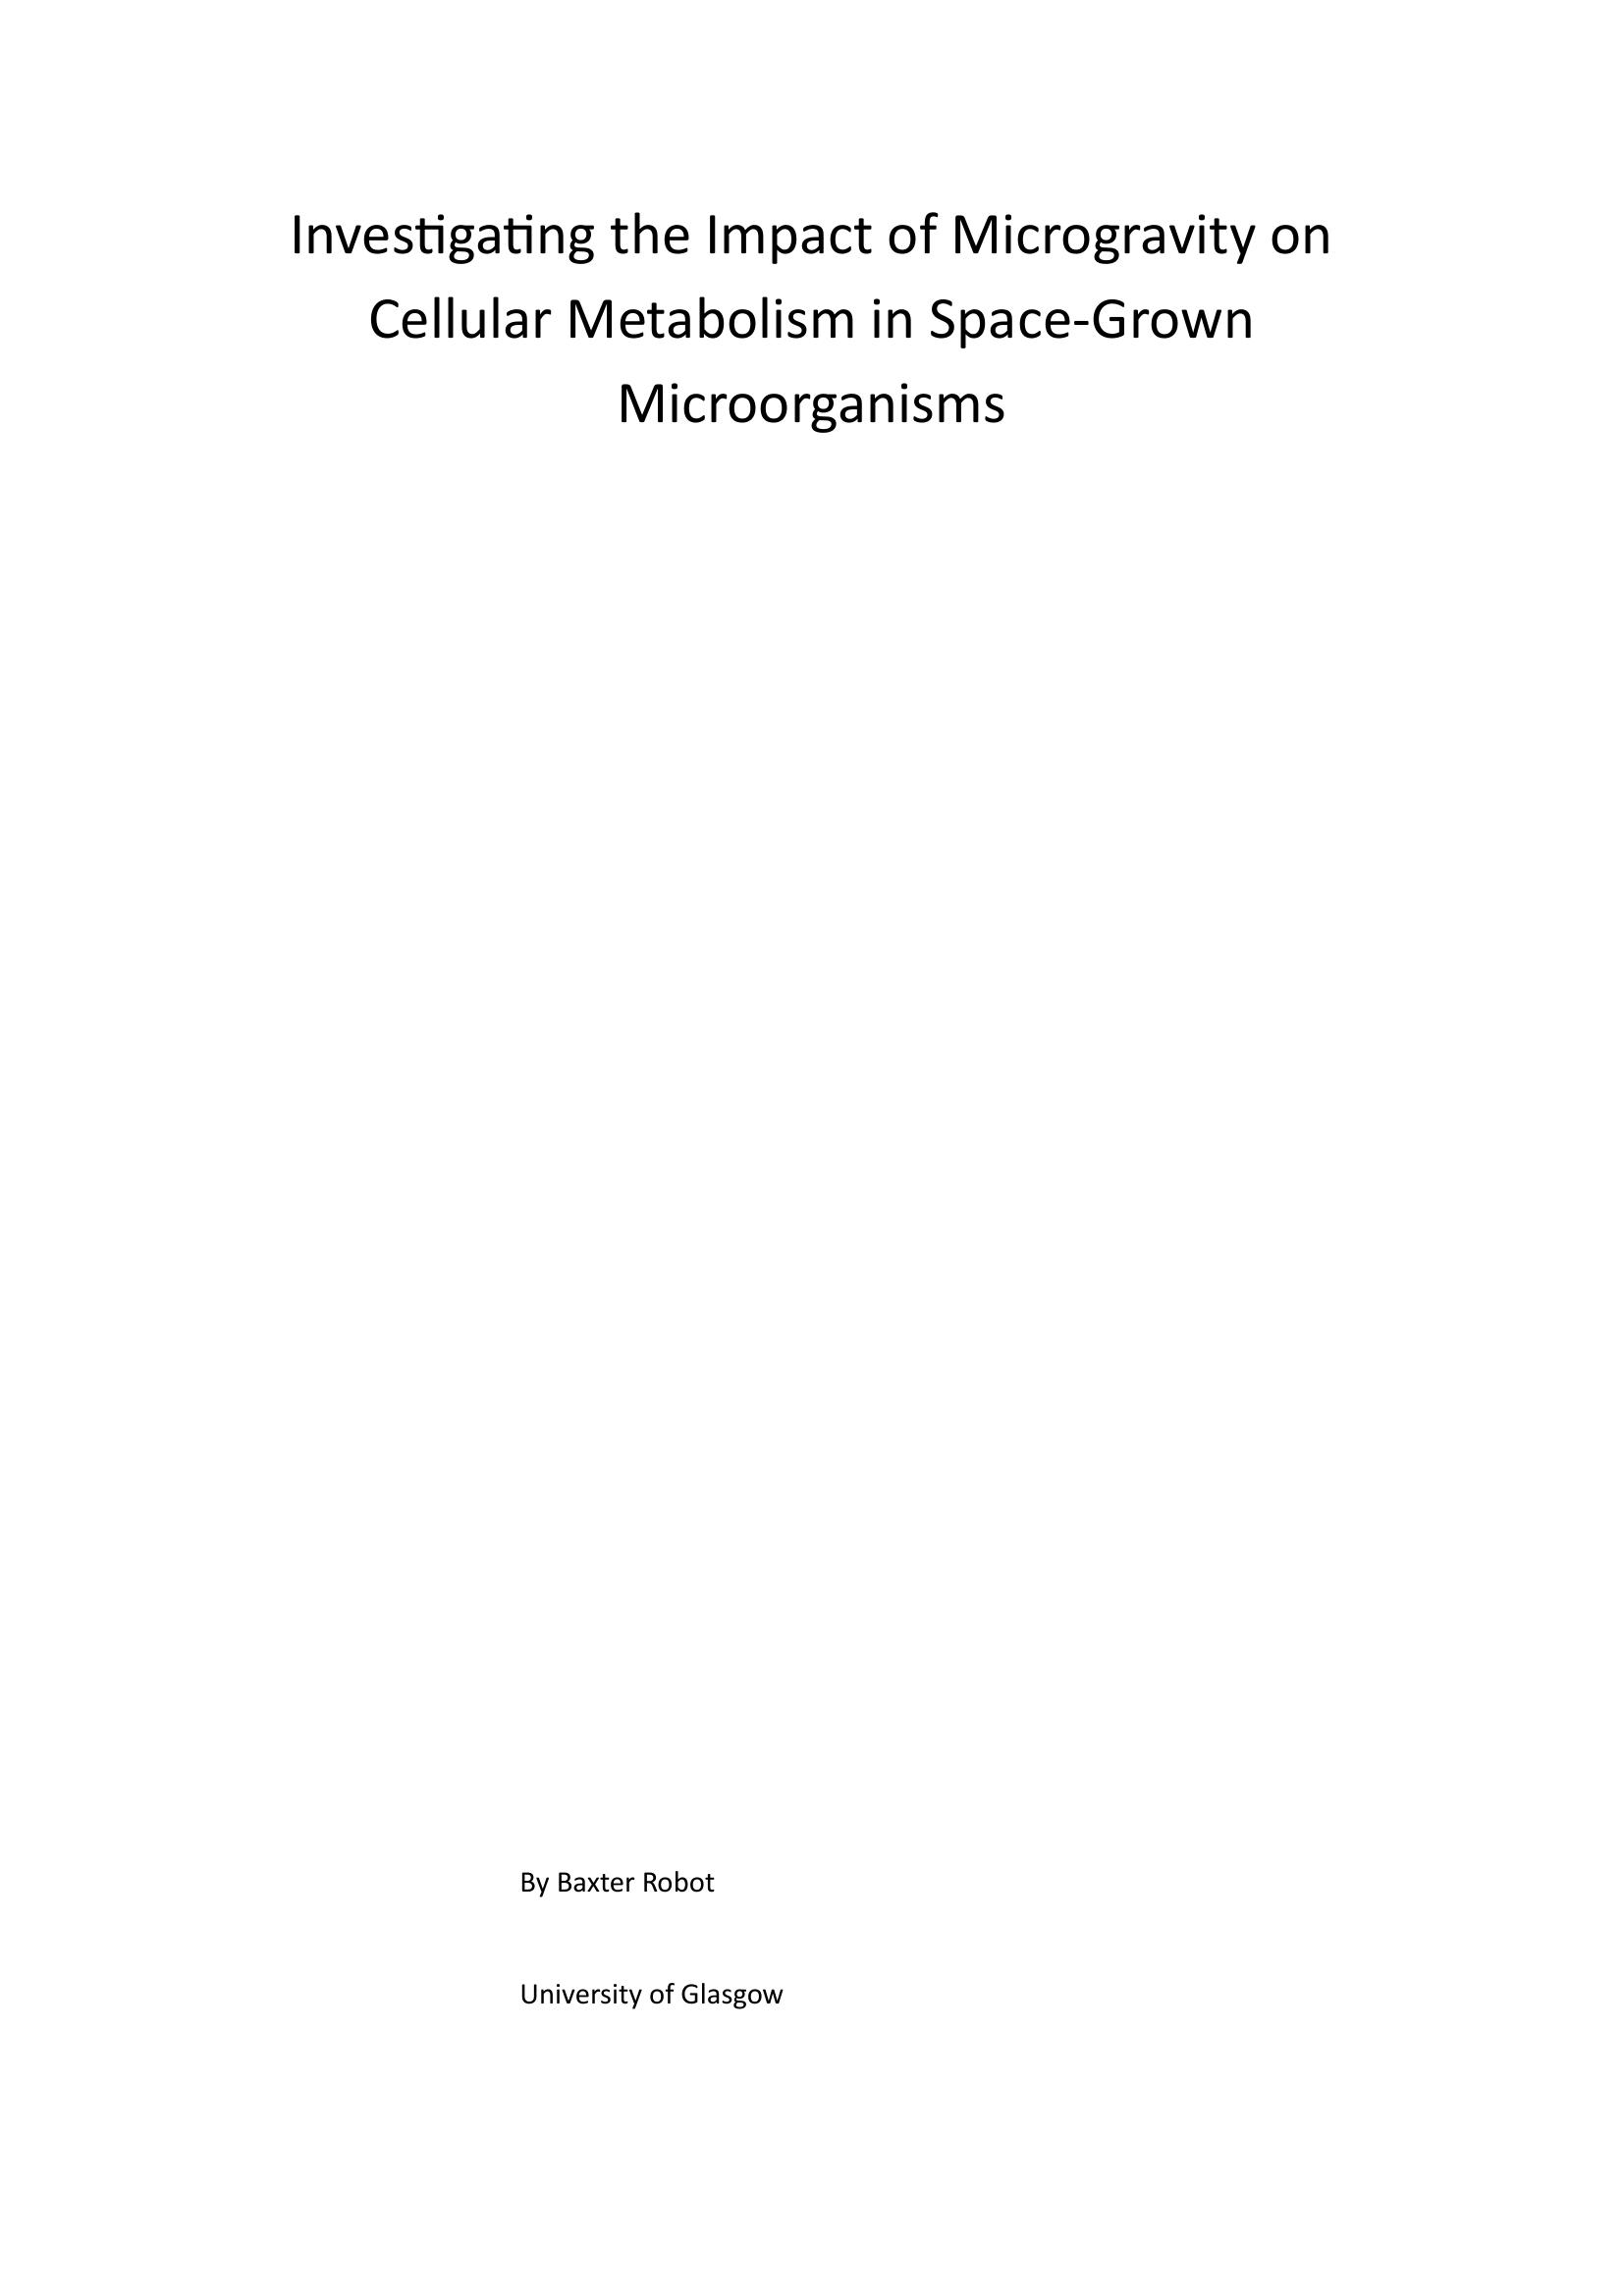 Investigating the Impact of Microgravity on
Cellular Metabolism in Space-Grown
Microorganisms
By Baxter Robot
University of Glasgow